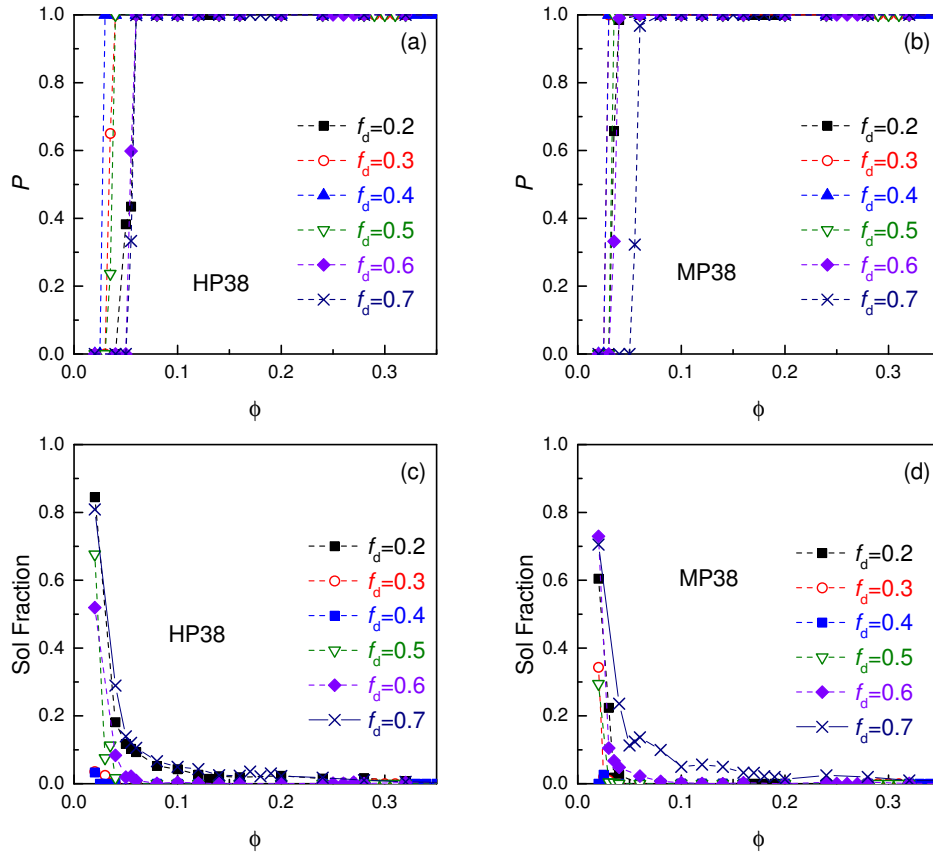 (a)
1.0
0.8
0.6
0.4
0.2
0.0
P
f_d=0.2
f_d=0.3
f_d=0.4
f_d=0.5
f_d=0.6
f_d=0.7
HP38
0.0 0.1 0.2 0.3
ϕ
(b)
1.0
0.8
0.6
0.4
0.2
0.0
P
f_d=0.2
f_d=0.3
f_d=0.4
f_d=0.5
f_d=0.6
f_d=0.7
MP38
0.0 0.1 0.2 0.3
ϕ
(c)
1.0
0.8
0.6
0.4
0.2
0.0
Sol Fraction
f_d=0.2
f_d=0.3
f_d=0.4
f_d=0.5
f_d=0.6
f_d=0.7
HP38
0.0 0.1 0.2 0.3
ϕ
(d)
1.0
0.8
0.6
0.4
0.2
0.0
Sol Fraction
f_d=0.2
f_d=0.3
f_d=0.4
f_d=0.5
f_d=0.6
f_d=0.7
MP38
0.0 0.1 0.2 0.3
ϕ